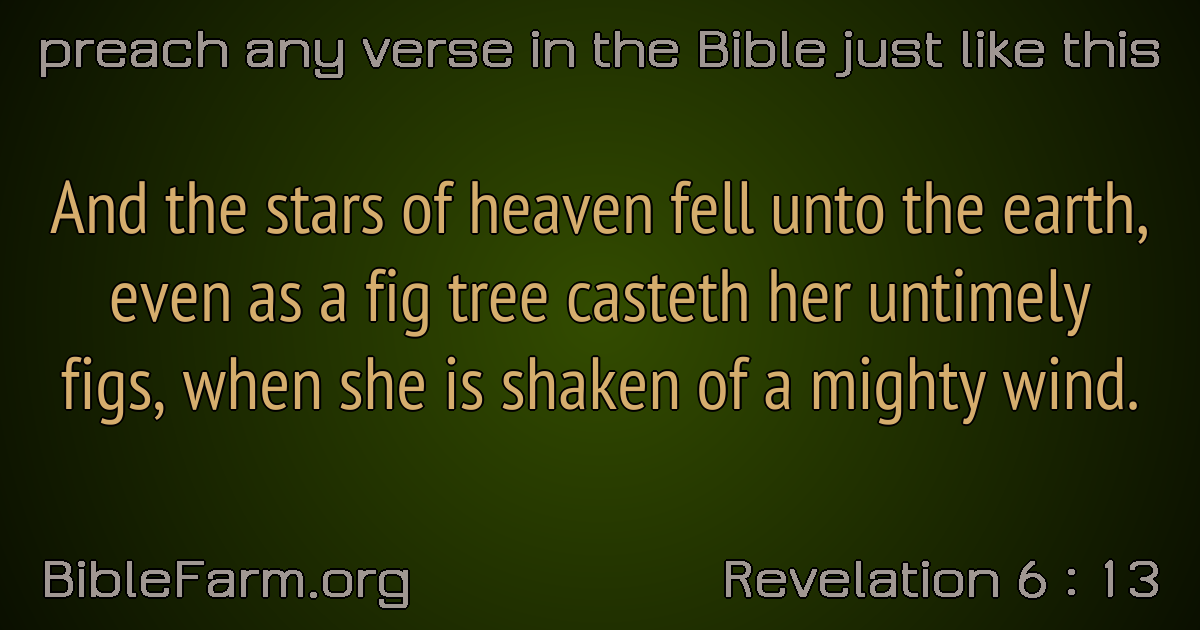 preach any verse in the Bible just like this
And the stars of heaven fell unto the earth,
even as a fig tree casteth her untimely
figs, when she is shaken of a mighty wind.
BibleFarm.org
Revelation 6 : 13